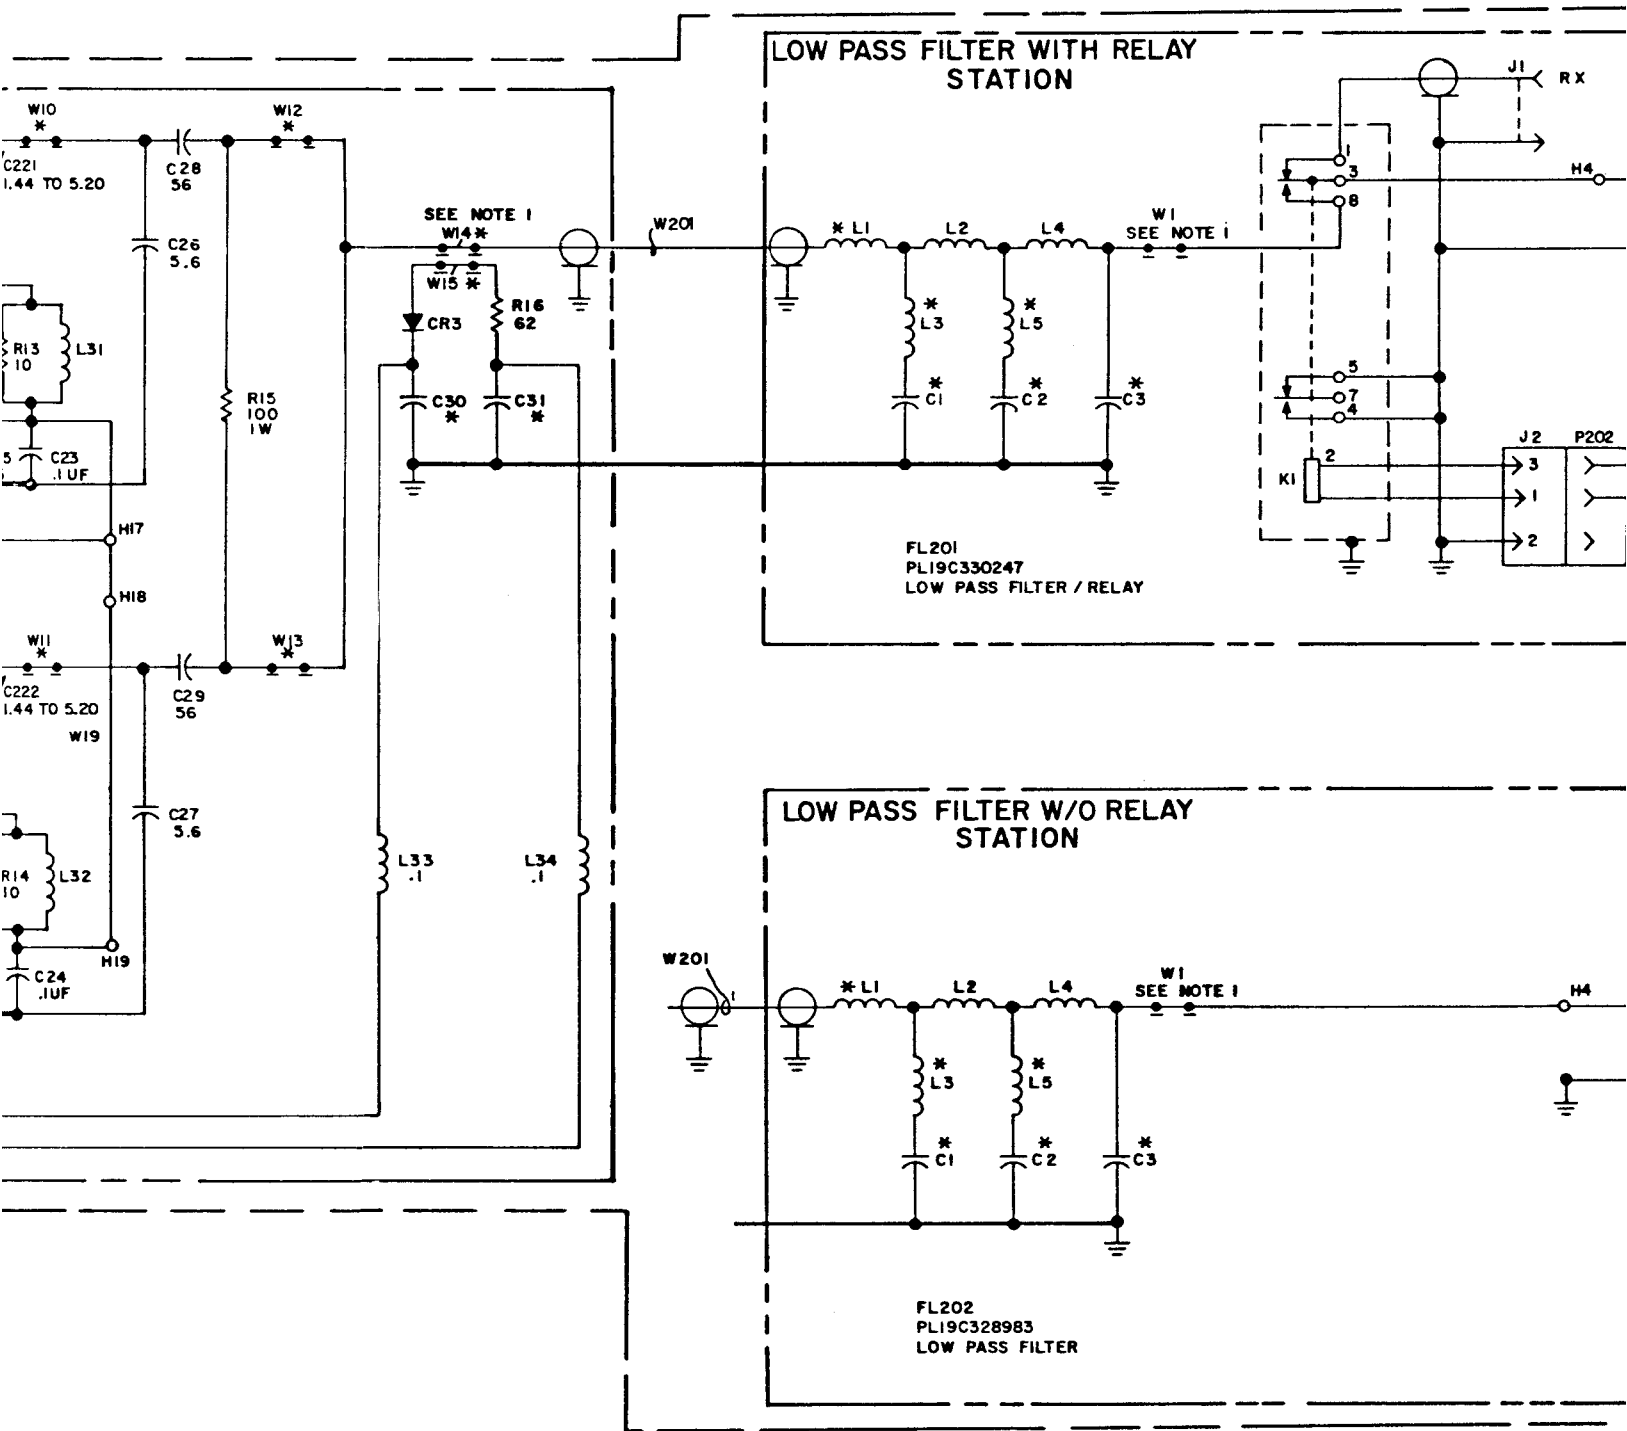 LOW PASS FILTER WITH RELAY
STATION
J1
RX
W10
*
C221
1.44 TO 5.20
C28
56
W12
*
C26
5.6
SEE NOTE 1
W14*
W15 *
W201
* L1
L2
L4
W1
SEE NOTE 1
1
3
8
H4
R13
10
L31
CR3
R16
62
*
L3
*
L5
R15
100
1W
C30
*
C31
*
*
C1
*
C2
*
C3
5
7
4
5
C23
.1UF
K1
2
J2
P202
3
1
2
H17
H18
FL201
PL19C330247
LOW PASS FILTER / RELAY
W11
*
C222
1.44 TO 5.20
C29
56
W13
*
W19
C27
5.6
LOW PASS FILTER W/O RELAY
STATION
R14
10
L32
L33
.1
L34
.1
H19
C24
.1UF
W201
1
* L1
L2
L4
W1
SEE NOTE 1
H4
*
L3
*
L5
*
C1
*
C2
*
C3
FL202
PL19C328983
LOW PASS FILTER